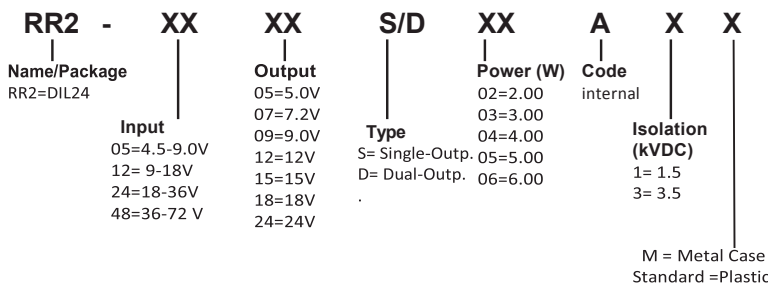 RR2 - XX XX S/D XX A X X
Name/Package
RR2=DIL24
Input
05=4.5-9.0V
12= 9-18V
24=18-36V
48=36-72 V
Output
05=5.0V
07=7.2V
09=9.0V
12=12V
15=15V
18=18V
24=24V
Type
S= Single-Outp.
D= Dual-Outp.
.
Power (W)
02=2.00
03=3.00
04=4.00
05=5.00
06=6.00
Code
internal
Isolation
(kVDC)
1= 1.5
3= 3.5
M = Metal Case
Standard =Plastic